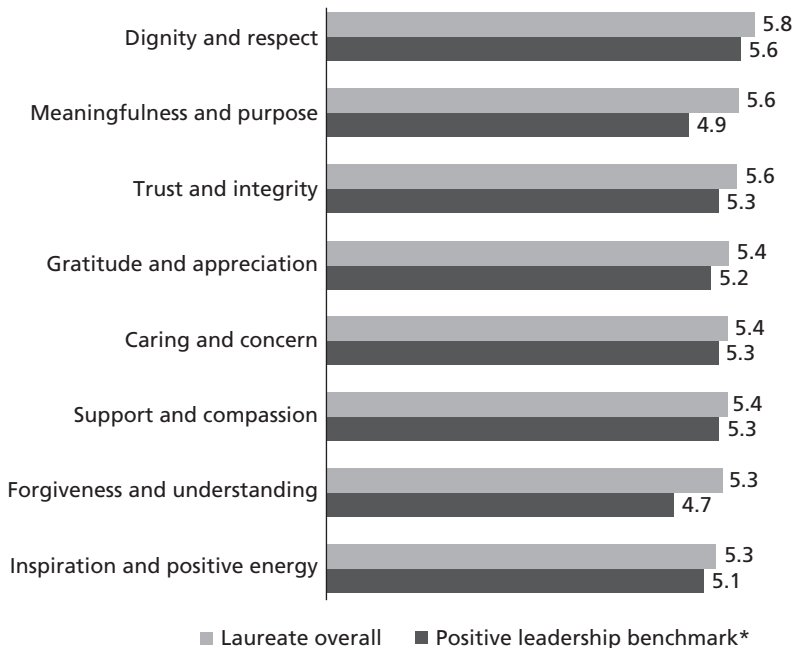 Dignity and respect
5.8
5.6
Meaningfulness and purpose
5.6
4.9
Trust and integrity
5.6
5.3
Gratitude and appreciation
5.4
5.2
Caring and concern
5.4
5.3
Support and compassion
5.4
5.3
Forgiveness and understanding
5.3
4.7
Inspiration and positive energy
5.3
5.1
Laureate overall Positive leadership benchmark*